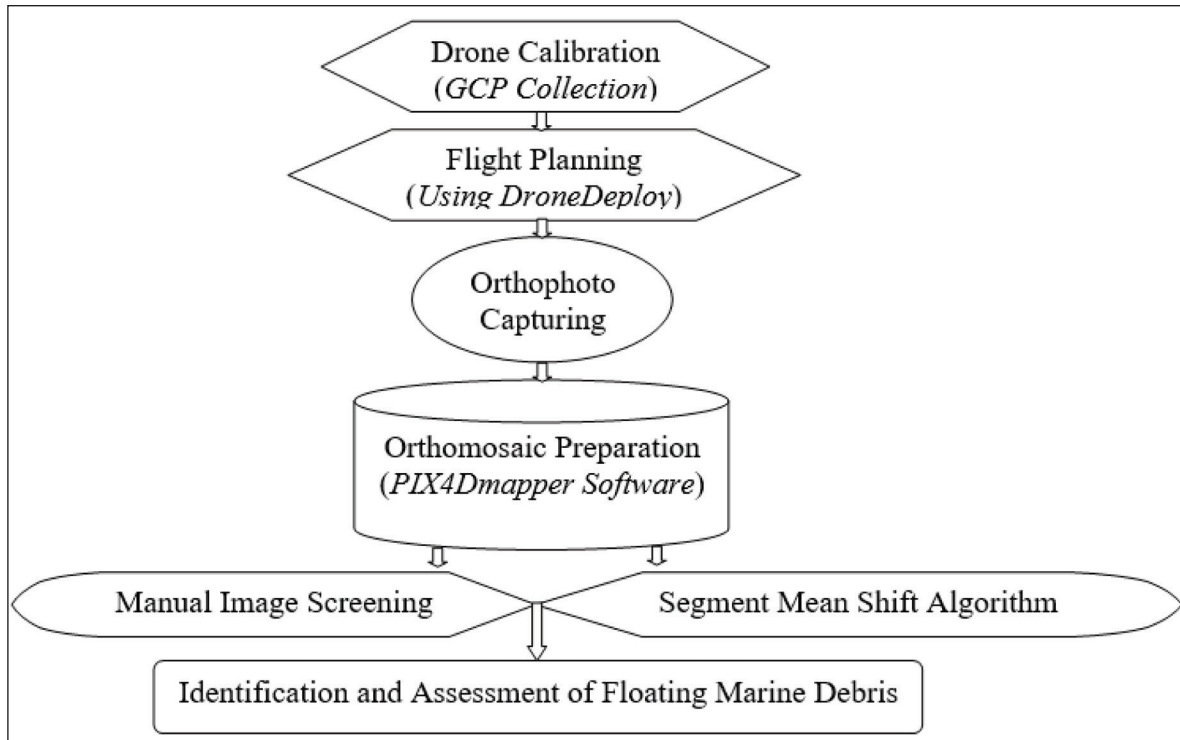 Drone Calibration
(GCP Collection)
Flight Planning
(Using DroneDeploy)
Orthophoto
Capturing
Orthomosaic Preparation
(PIX4Dmapper Software)
Manual Image Screening
Segment Mean Shift Algorithm
Identification and Assessment of Floating Marine Debris